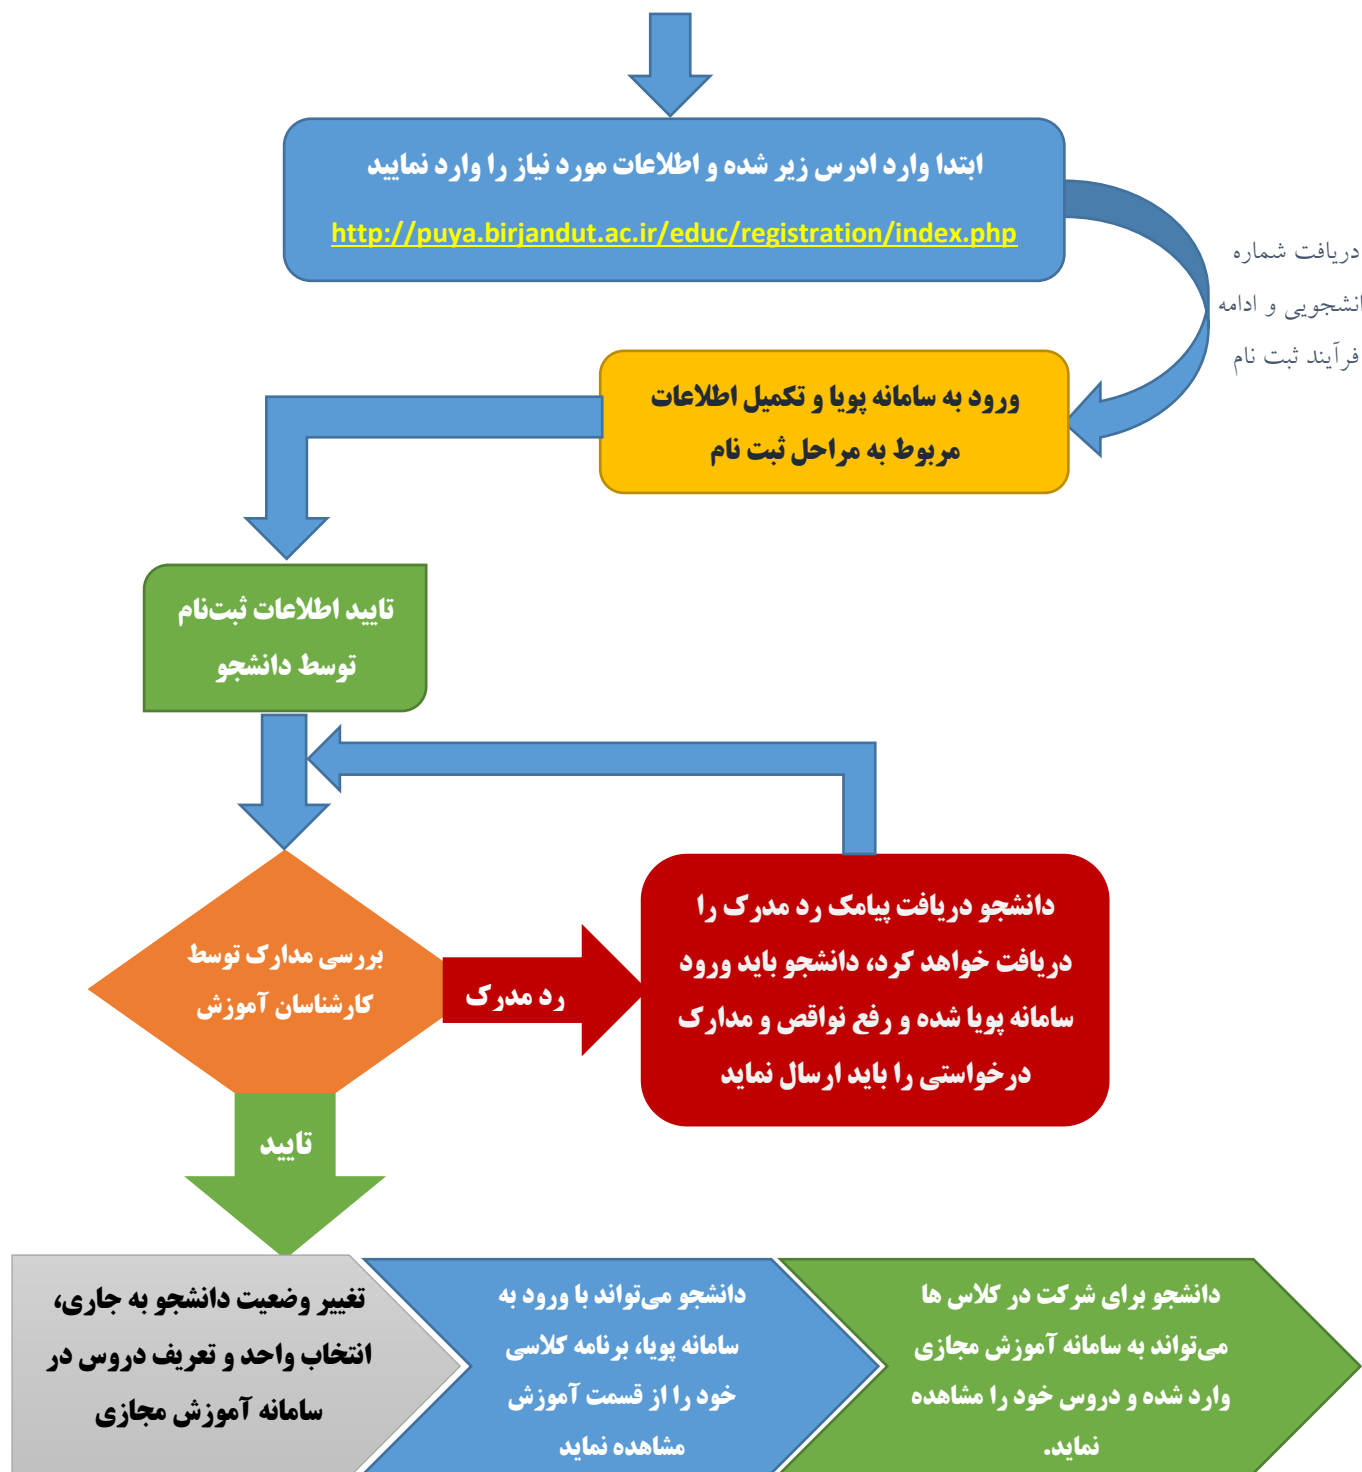 ابتدا وارد ادرس زیر شده و اطلاعات مورد نیاز را وارد نمایید
http://puya.birjandut.ac.ir/educ/registration/index.php
دریافت شماره
انشجویی و ادامه
فرآیند ثبت نام
ورود به سامانه پویا و تکمیل اطلاعات
مربوط به مراحل ثبت نام
تایید اطلاعات ثبت‌نام
توسط دانشجو
بررسی مدارک توسط
کارشناسان آموزش
رد مدرک
دانشجو دریافت پیامک رد مدرک را
دریافت خواهد کرد، دانشجو باید ورود
سامانه پویا شده و رفع نواقص و مدارک
درخواستی را باید ارسال نماید
تایید
تغییر وضعیت دانشجو به جاری،
انتخاب واحد و تعریف دروس در
سامانه آموزش مجازی
دانشجو می‌تواند با ورود به
سامانه پویا، برنامه کلاسی
خود را از قسمت آموزش
مشاهده نماید
دانشجو برای شرکت در کلاس ها
می‌تواند به سامانه آموزش مجازی
وارد شده و دروس خود را مشاهده
نماید.